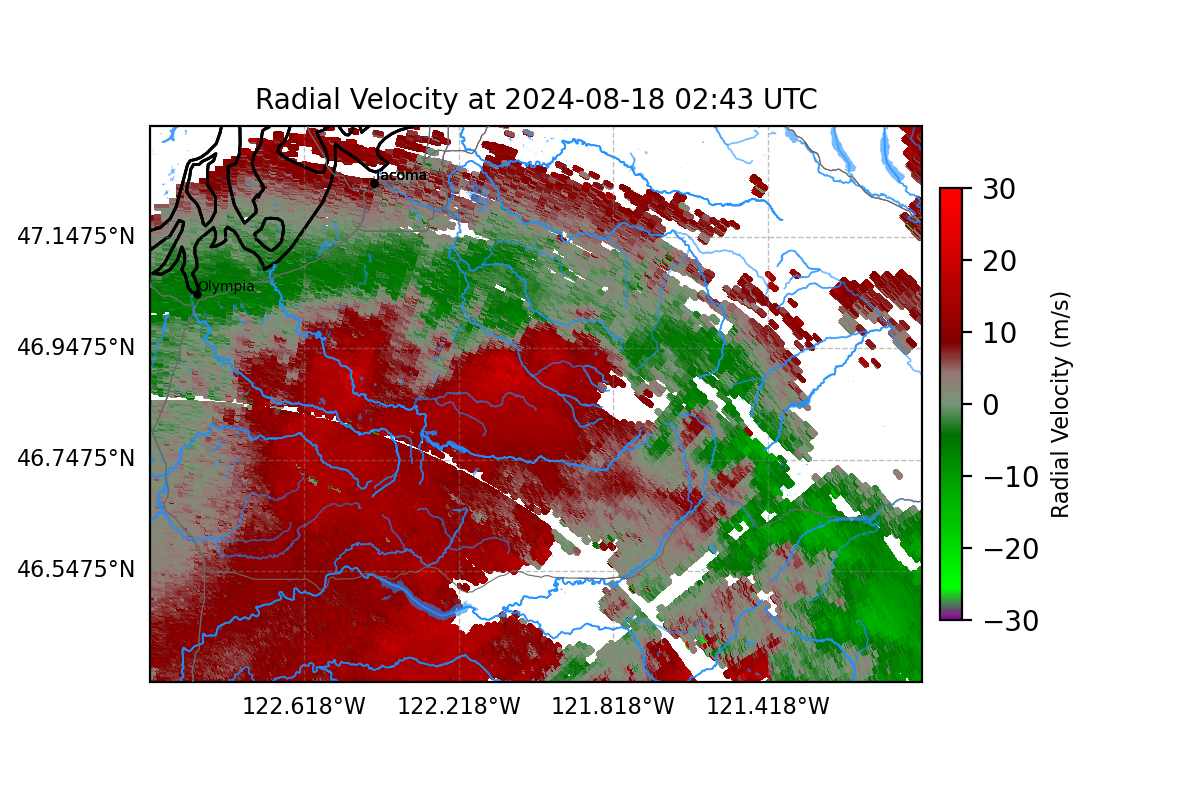 Radial Velocity at 2024-08-18 02:43 UTC
Tacoma
Olympia
47.1475°N
46.9475°N
46.7475°N
46.5475°N
122.618°W
122.218°W
121.818°W
121.418°W
30
20
10
0
−10
−20
−30
Radial Velocity (m/s)